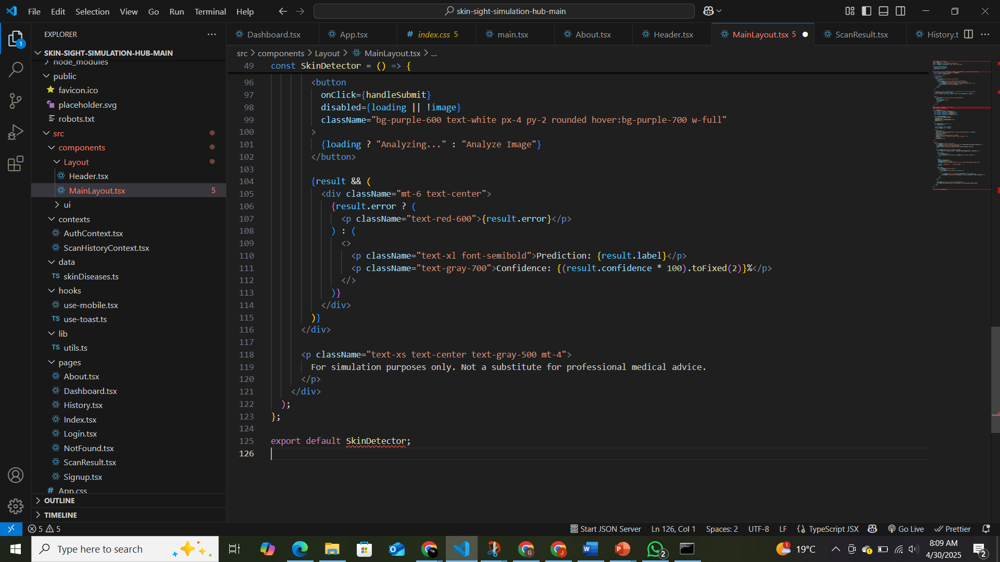 File Edit Selection View Go Run Terminal Help
skin-sight-simulation-hub-main
EXPLORER
SKIN-SIGHT-SIMULATION-HUB-MAIN
node_modules
public
favicon.ico
placeholder.svg
robots.txt
src
components
Layout
Header.tsx
MainLayout.tsx 5
ui
contexts
AuthContext.tsx
ScanHistoryContext.tsx
data
TS skinDiseases.ts
hooks
use-mobile.tsx
TS use-toast.ts
lib
TS utils.ts
pages
About.tsx
Dashboard.tsx
History.tsx
Index.tsx
Login.tsx
NotFound.tsx
ScanResult.tsx
Signup.tsx
# App.css
OUTLINE
TIMELINE
1
Dashboard.tsx App.tsx # index.css 5 main.tsx About.tsx Header.tsx MainLayout.tsx 5 ScanResult.tsx History.t
src > components > Layout > MainLayout.tsx > ...
49 const SkinDetector = () => {
96 <button
97 onClick={handleSubmit}
98 disabled={loading || !image}
99 className="bg-purple-600 text-white px-4 py-2 rounded hover:bg-purple-700 w-full"
100 >
101 {loading ? "Analyzing..." : "Analyze Image"}
102 </button>
103
104 {result && (
105 <div className="mt-6 text-center">
106 {result.error ? (
107 <p className="text-red-600">{result.error}</p>
108 ) : (
109 <>
110 <p className="text-xl font-semibold">Prediction: {result.label}</p>
111 <p className="text-gray-700">Confidence: {(result.confidence * 100).toFixed(2)}%</p>
112 </>
113 )}
114 </div>
115 )}
116 </div>
117
118 <p className="text-xs text-center text-gray-500 mt-4">
119 For simulation purposes only. Not a substitute for professional medical advice.
120 </p>
121 </div>
122 );
123 };
124
125 export default SkinDetector;
126
5 5 Start JSON Server Ln 126, Col 1 Spaces: 2 UTF-8 LF {} TypeScript JSX Go Live Prettier
Type here to search
2
1 19°C
8:09 AM
4/30/2025
2